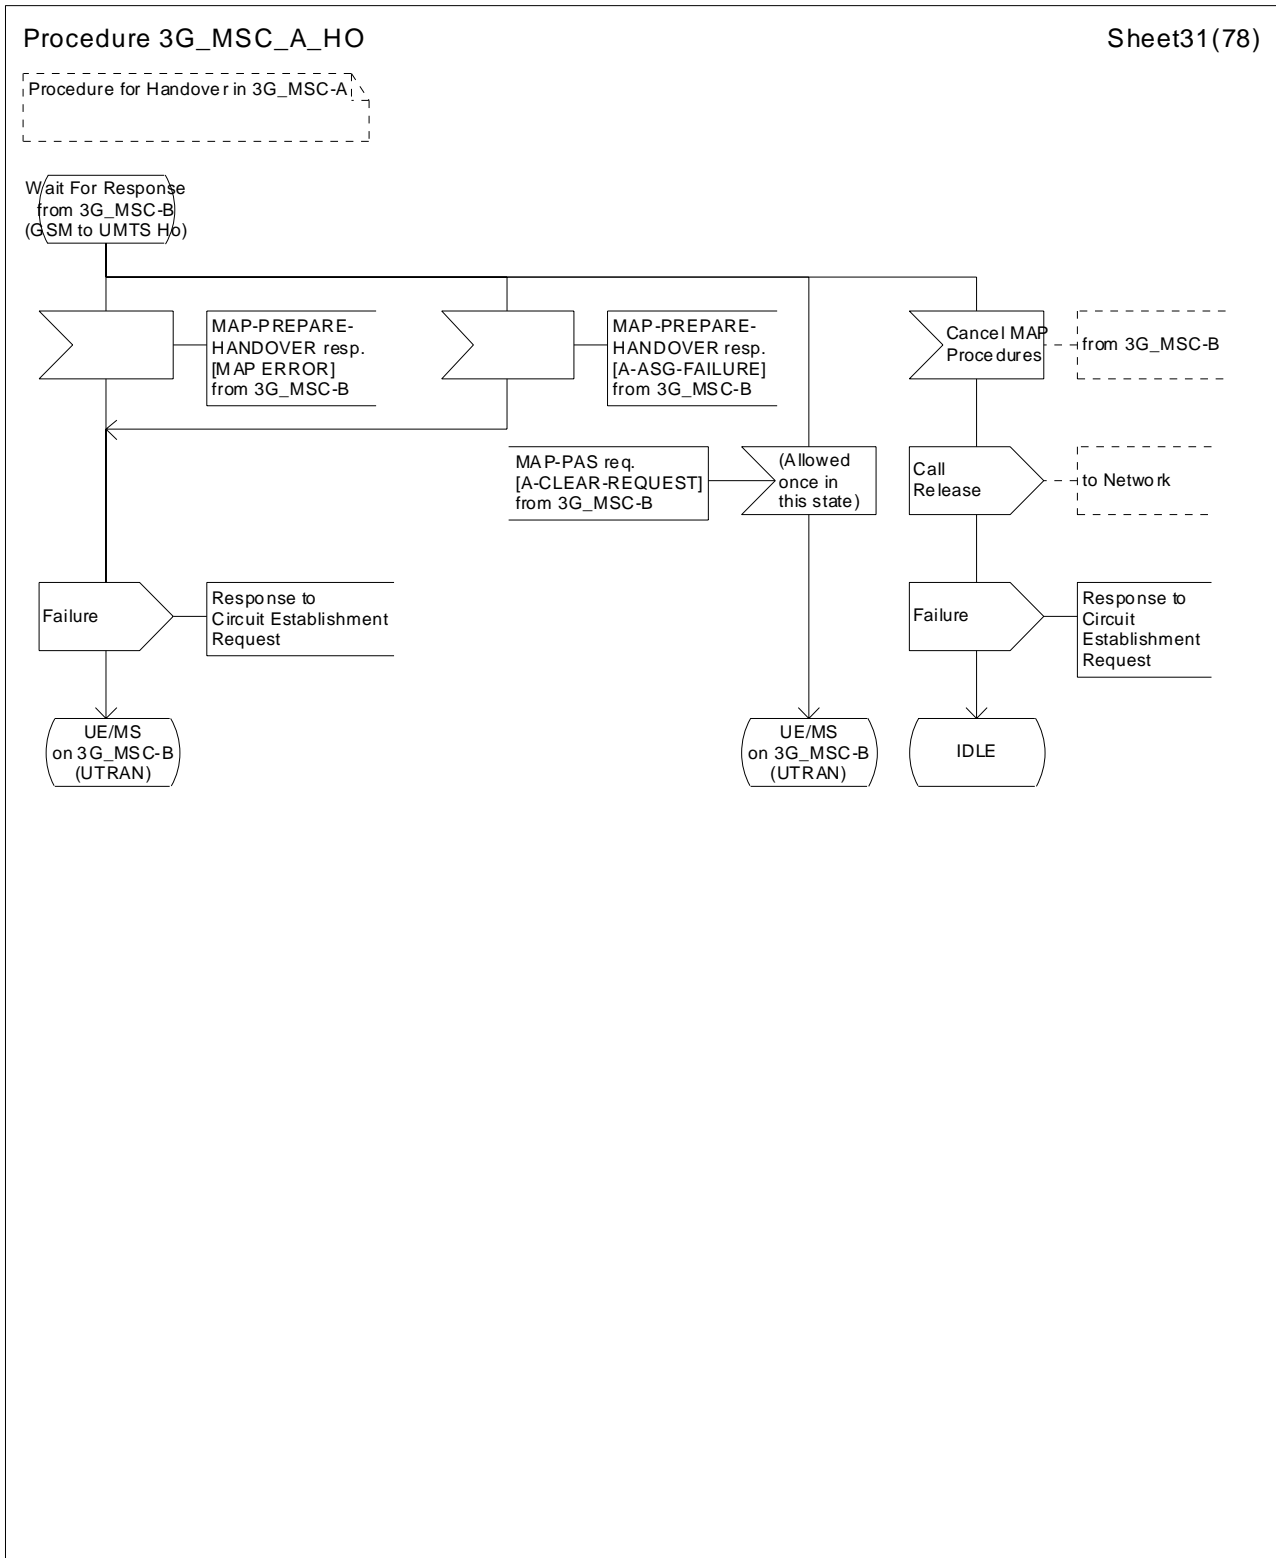 Procedure 3G_MSC_A_HO
Sheet31(78)
Procedure for Handover in 3G_MSC-A
Wait For Response
from 3G_MSC-B
(GSM to UMTS Ho)
MAP-PREPARE-
HANDOVER resp.
[MAP ERROR]
from 3G_MSC-B
MAP-PREPARE-
HANDOVER resp.
[A-ASG-FAILURE]
from 3G_MSC-B
Cancel MAP
Procedures
from 3G_MSC-B
MAP-PAS req.
[A-CLEAR-REQUEST]
from 3G_MSC-B
(Allowed
once in
this state)
Call
Release
to Network
Failure
Response to
Circuit Establishment
Request
Failure
Response to
Circuit
Establishment
Request
UE/MS
on 3G_MSC-B
(UTRAN)
UE/MS
on 3G_MSC-B
(UTRAN)
IDLE